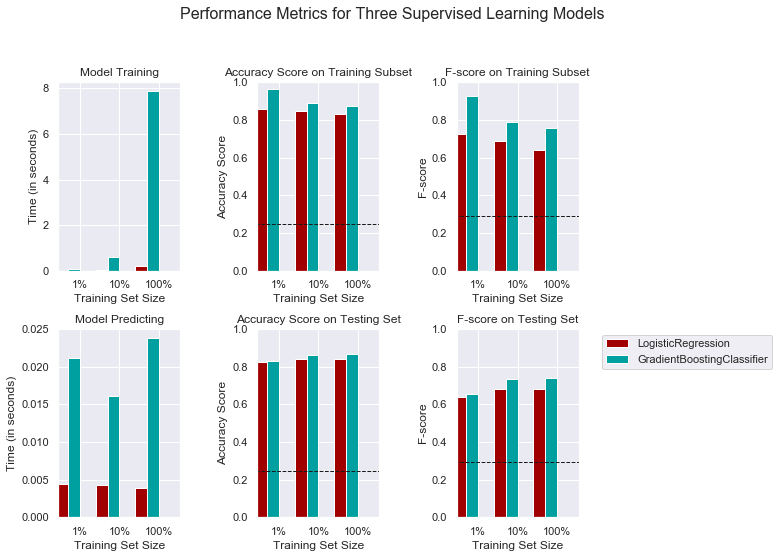 Performance Metrics for Three Supervised Learning Models
Model Training
Time (in seconds)
8
6
4
2
0
1% 10% 100%
Training Set Size
Accuracy Score on Training Subset
Accuracy Score
1.0
0.8
0.6
0.4
0.2
0.0
1% 10% 100%
Training Set Size
F-score on Training Subset
F-score
1.0
0.8
0.6
0.4
0.2
0.0
1% 10% 100%
Training Set Size
Model Predicting
Time (in seconds)
0.025
0.020
0.015
0.010
0.005
0.000
1% 10% 100%
Training Set Size
Accuracy Score on Testing Set
Accuracy Score
1.0
0.8
0.6
0.4
0.2
0.0
1% 10% 100%
Training Set Size
F-score on Testing Set
F-score
1.0
0.8
0.6
0.4
0.2
0.0
1% 10% 100%
Training Set Size
LogisticRegression
GradientBoostingClassifier